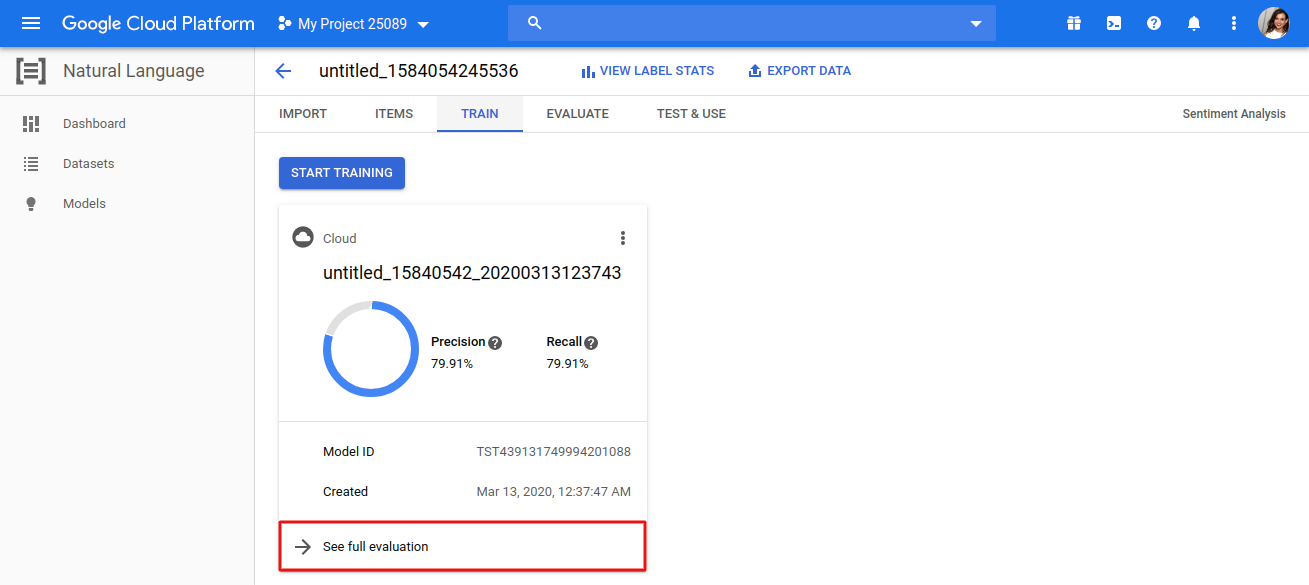 Google Cloud Platform My Project 25089
Natural Language
untitled_1584054245536 VIEW LABEL STATS EXPORT DATA
Dashboard
Datasets
Models
IMPORT ITEMS TRAIN EVALUATE TEST & USE Sentiment Analysis
START TRAINING
Cloud
untitled_15840542_20200313123743
Precision ? Recall ?
79.91% 79.91%
Model ID TST439131749994201088
Created Mar 13, 2020, 12:37:47 AM
See full evaluation